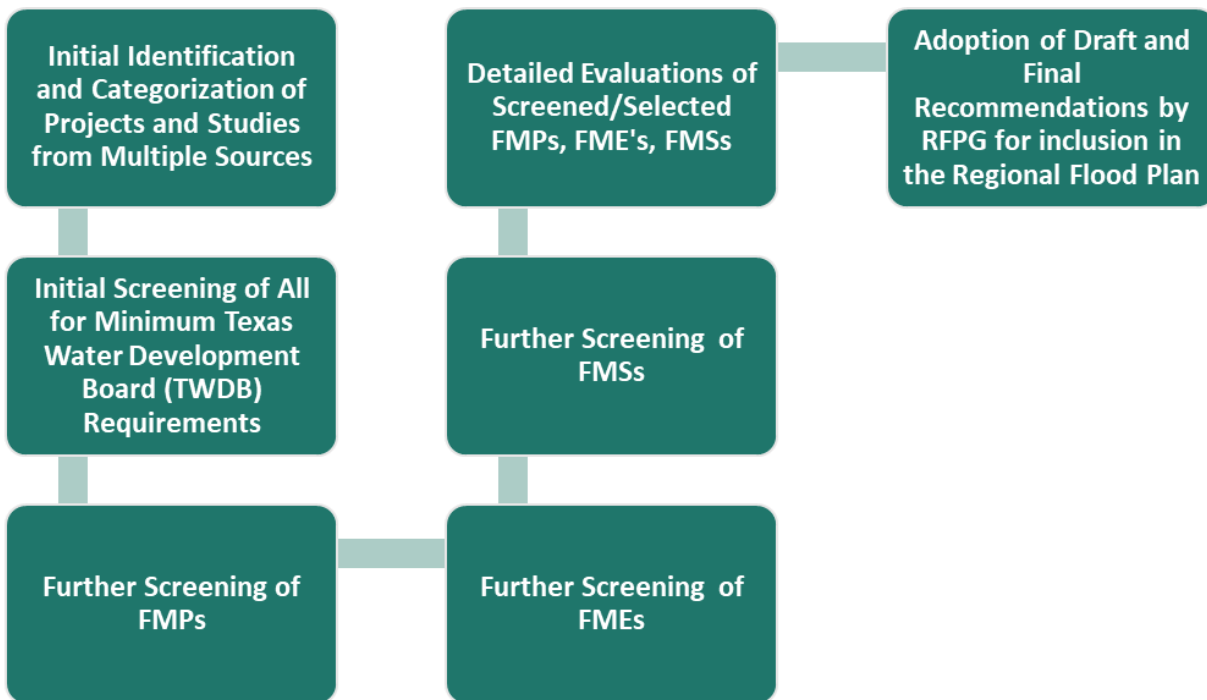 Initial Identification
and Categorization of
Projects and Studies
from Multiple Sources
Initial Screening of All
for Minimum Texas
Water Development
Board (TWDB)
Requirements
Further Screening of
FMPs
Further Screening of
FMEs
Further Screening of
FMSs
Detailed Evaluations of
Screened/Selected
FMPs, FME's, FMSs
Adoption of Draft and
Final
Recommendations by
RFPG for inclusion in
the Regional Flood Plan